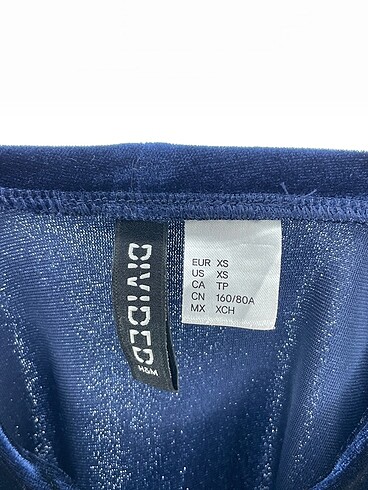 DIVIDED
H&M
EUR XS
US XS
CA TP
CN 160/80A
MX XCH